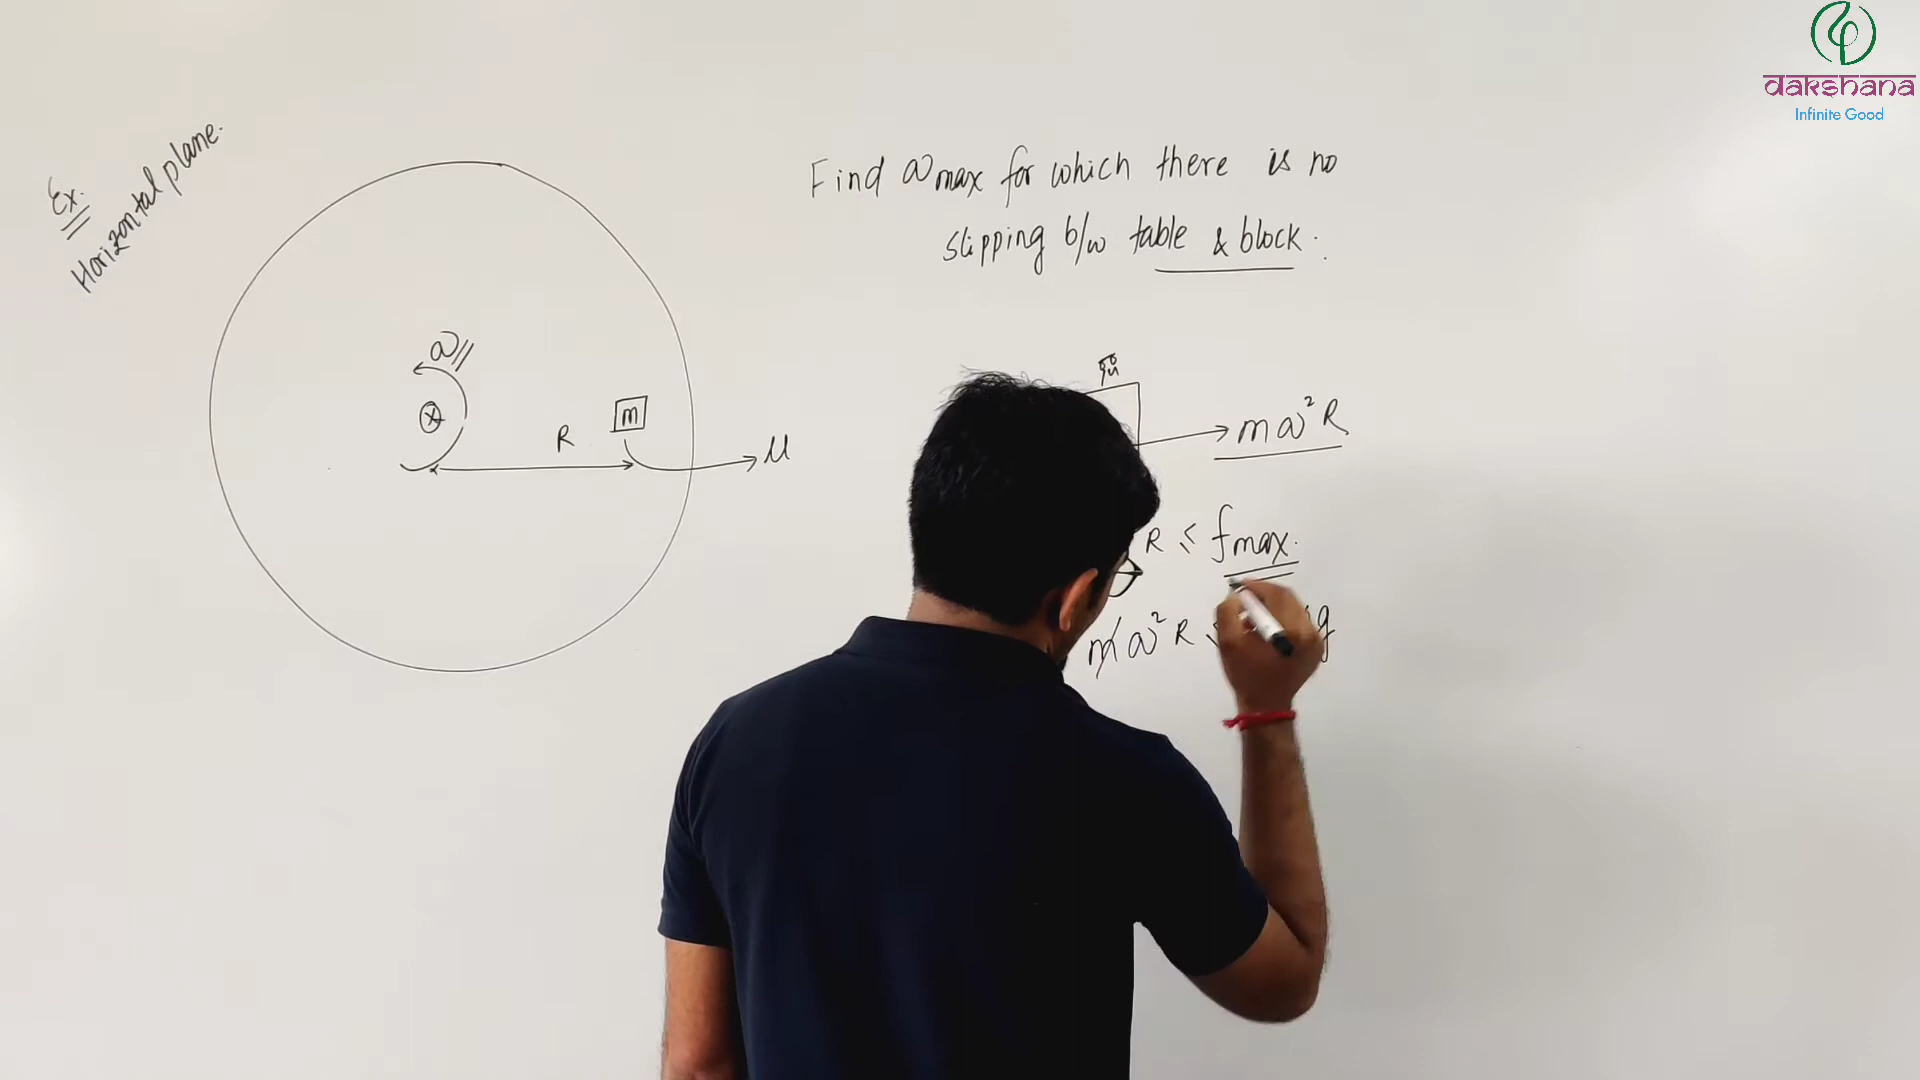 dakshana
Infinite Good
Ex.
Horizontal plane.
Find ωmax for which there is no
slipping b/w table & block.
ω
m
R
μ
mω²R
R ≤ fmax.
mω²R ≤ g